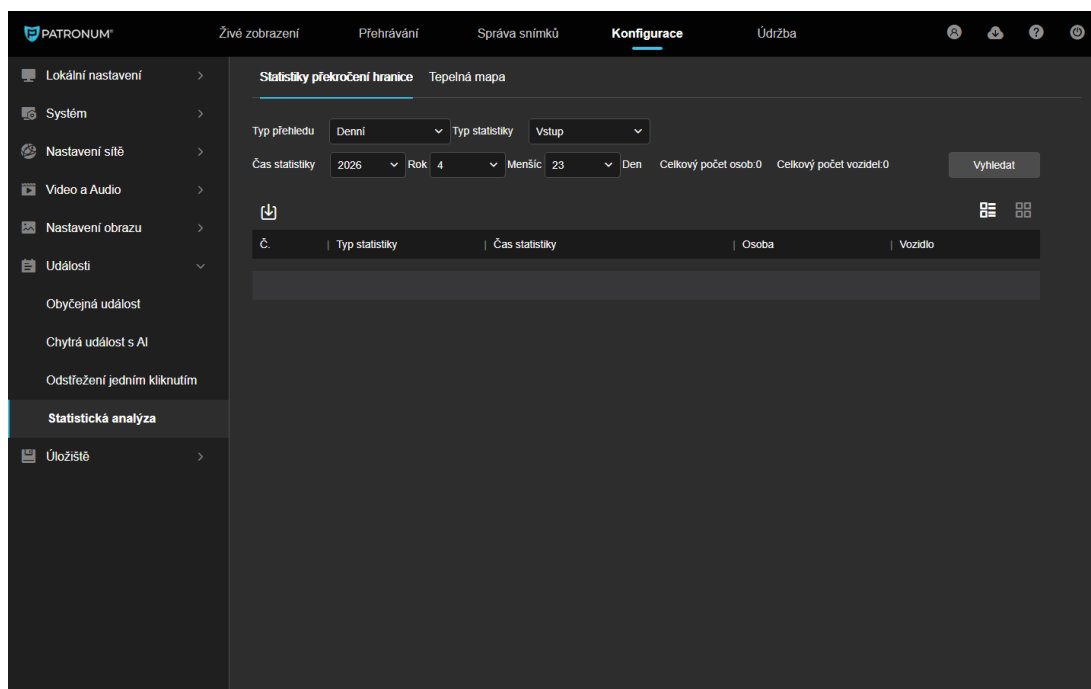 PATRONUM®
Živé zobrazení Přehrávání Správa snímků Konfigurace Údržba
Lokální nastavení
Systém
Nastavení sítě
Video a Audio
Nastavení obrazu
Události
Obyčejná událost
Chytrá událost s AI
Odstřežení jedním kliknutím
Statistická analýza
Úložiště
Statistiky překročení hranice Tepelná mapa
Typ přehledu Denní Typ statistiky Vstup
Čas statistiky 2026 Rok 4 Menšíc 23 Den Celkový počet osob:0 Celkový počet vozidel:0 Vyhledat
Č. | Typ statistiky | Čas statistiky | Osoba | Vozidlo